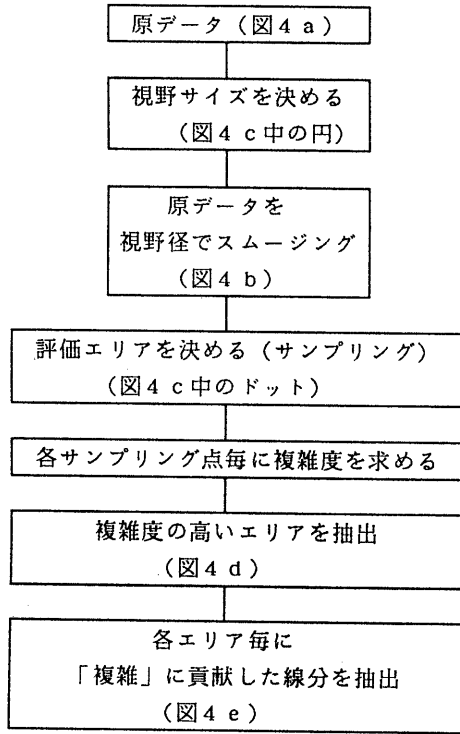 原データ（図4a）
視野サイズを決める
（図4c中の円）
原データを
視野径でスムージング
（図4b）
評価エリアを決める（サンプリング）
（図4c中のドット）
各サンプリング点毎に複雑度を求める
複雑度の高いエリアを抽出
（図4d）
各エリア毎に
「複雑」に貢献した線分を抽出
（図4e）